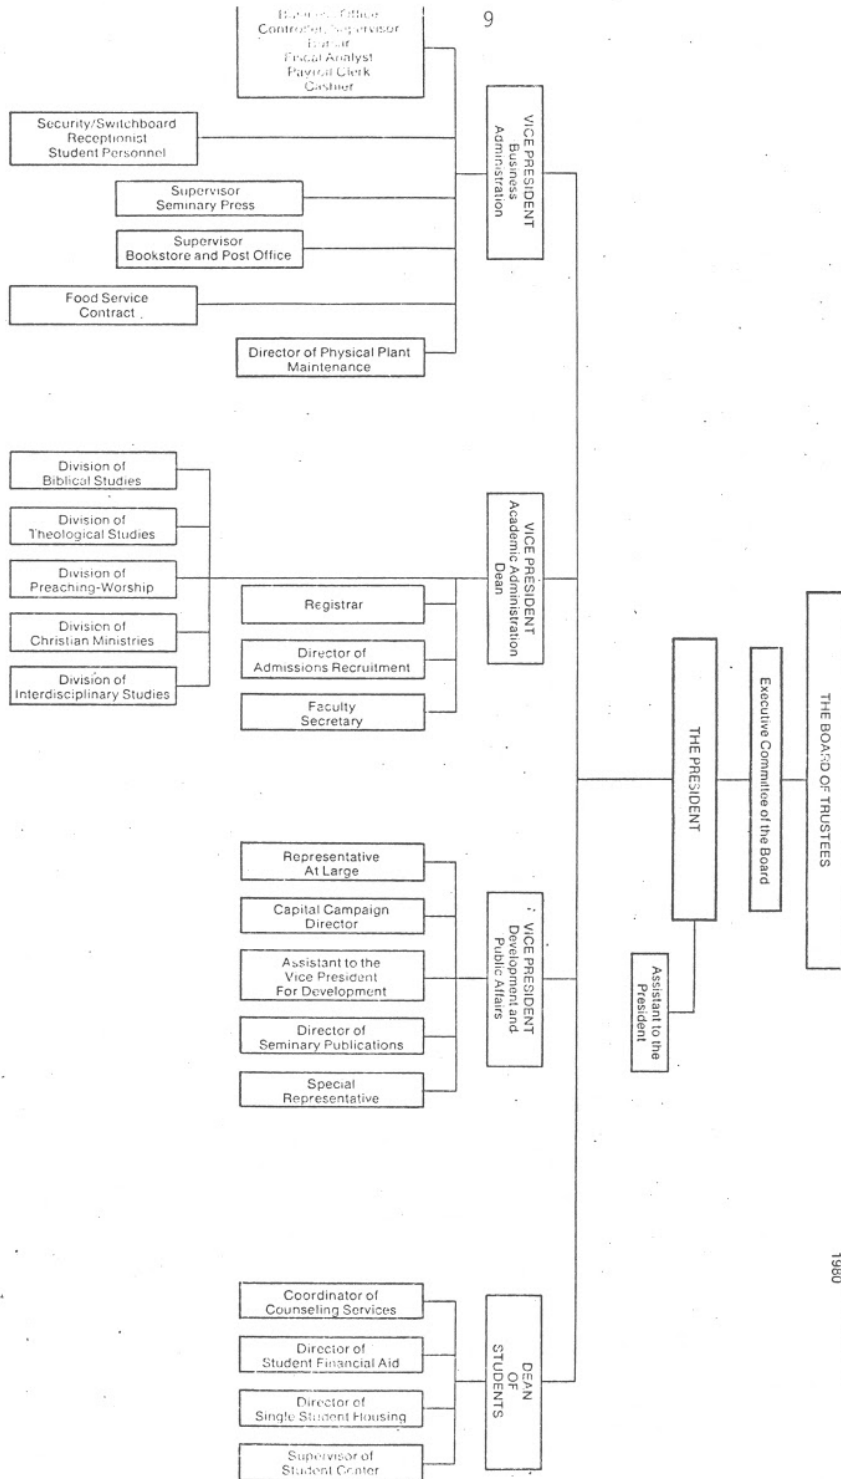 9
1980
THE BOARD OF TRUSTEES
Executive Committee of the Board
THE PRESIDENT
Assistant to the
President
VICE PRESIDENT
Business
Administration
Business Office
Controller, Supervisor
Bursar
Fiscal Analyst
Payroll Clerk
Cashier
Security/Switchboard
Receptionist
Student Personnel
Supervisor
Seminary Press
Supervisor
Bookstore and Post Office
Food Service
Contract
Director of Physical Plant
Maintenance
VICE PRESIDENT
Academic Administration
Dean
Registrar
Director of
Admissions Recruitment
Faculty
Secretary
Division of
Biblical Studies
Division of
Theological Studies
Division of
Preaching-Worship
Division of
Christian Ministries
Division of
Interdisciplinary Studies
VICE PRESIDENT
Development and
Public Affairs
Representative
At Large
Capital Campaign
Director
Assistant to the
Vice President
For Development
Director of
Seminary Publications
Special
Representative
DEAN
OF
STUDENTS
Coordinator of
Counseling Services
Director of
Student Financial Aid
Director of
Single Student Housing
Supervisor of
Student Center